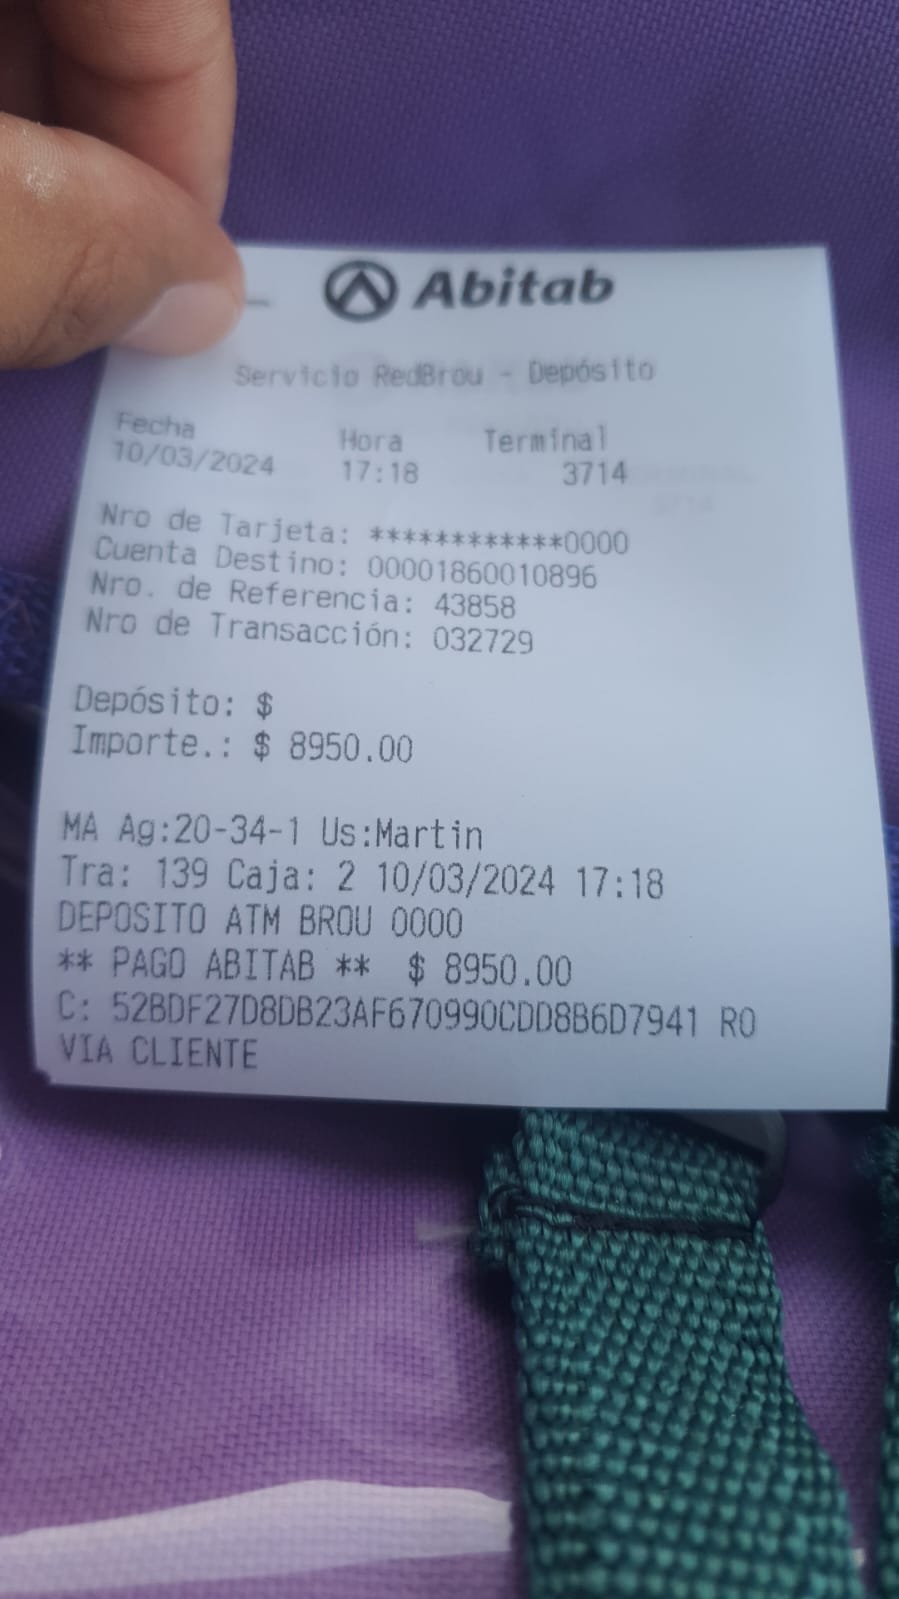 Abitab
Servicio RedBrou - Depósito
Fecha Hora Terminal
10/03/2024 17:18 3714
Nro de Tarjeta: ************0000
Cuenta Destino: 00001860010896
Nro. de Referencia: 43858
Nro de Transacción: 032729
Depósito: $
Importe.: $ 8950.00
MA Ag:20-34-1 Us:Martin
Tra: 139 Caja: 2 10/03/2024 17:18
DEPOSITO ATM BROU 0000
** PAGO ABITAB ** $ 8950.00
C: 52BDF27D8DB23AF670990CDD8B6D7941 RO
VIA CLIENTE